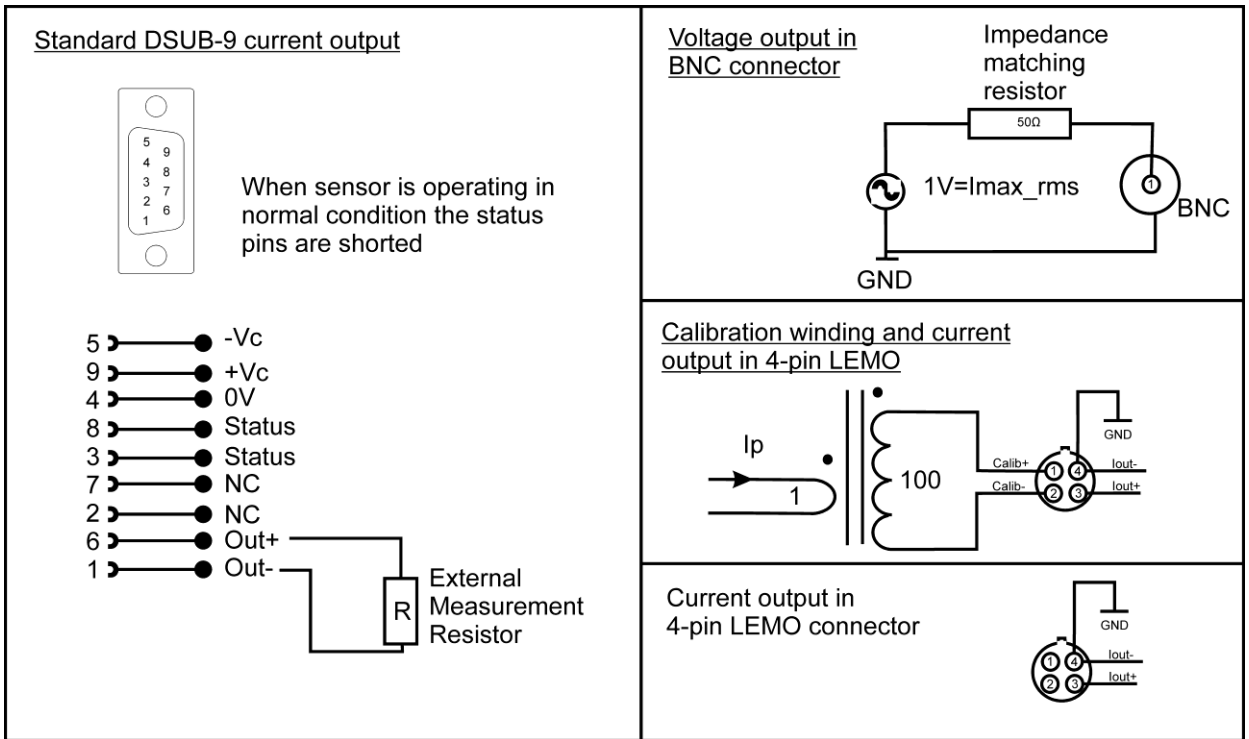 Standard DSUB-9 current output
5
9
4
8
3
7
2
6
1
When sensor is operating in
normal condition the status
pins are shorted
5 -Vc
9 +Vc
4 0V
8 Status
3 Status
7 NC
2 NC
6 Out+
1 Out-
R
External
Measurement
Resistor
Voltage output in
BNC connector
Impedance
matching
resistor
50Ω
1V=Imax_rms
1
BNC
GND
Calibration winding and current
output in 4-pin LEMO
Ip
1
100
GND
Calib+ 1 4 Iout-
Calib- 2 3 Iout+
Current output in
4-pin LEMO connector
GND
1 4 Iout-
2 3 Iout+